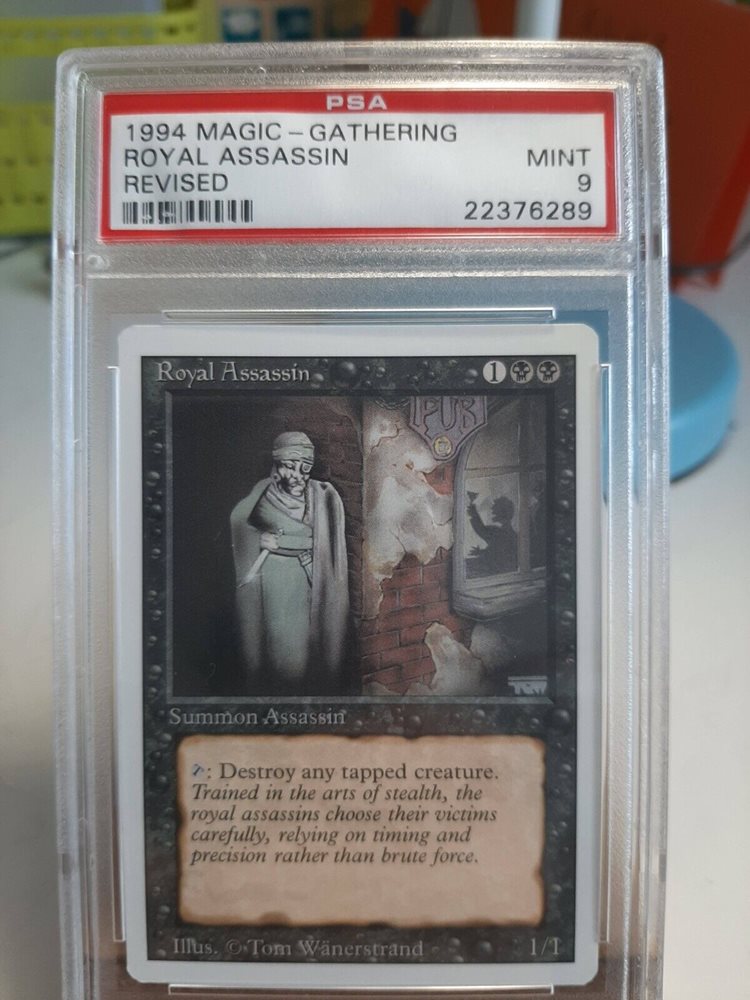 PSA
1994 MAGIC – GATHERING
ROYAL ASSASSIN MINT
REVISED 9
22376289
Royal Assassin 1
PUB
Summon Assassin
T: Destroy any tapped creature.
Trained in the arts of stealth, the
royal assassins choose their victims
carefully, relying on timing and
precision rather than brute force.
Illus. © Tom Wänerstrand 1/1